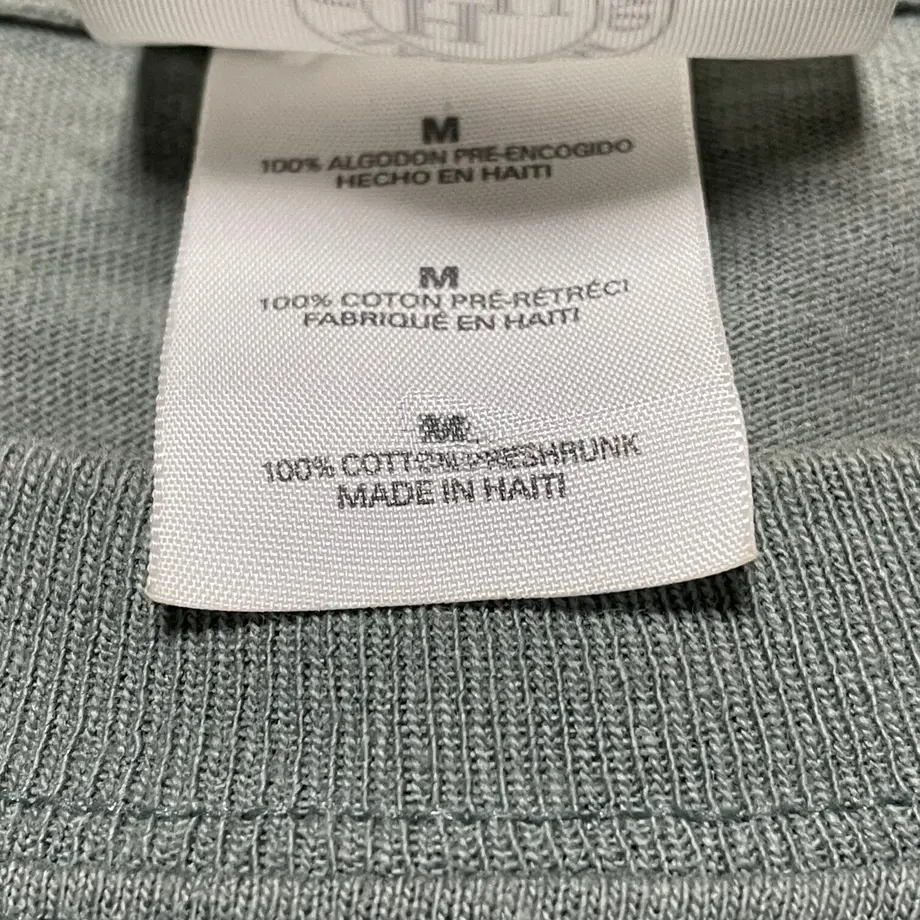 M
100% ALGODON PRE-ENCOGIDO
HECHO EN HAITI
M
100% COTON PRÉ-RÉTRÉCI
FABRIQUÉ EN HAITI
M
100% COTTON PRESHRUNK
MADE IN HAITI